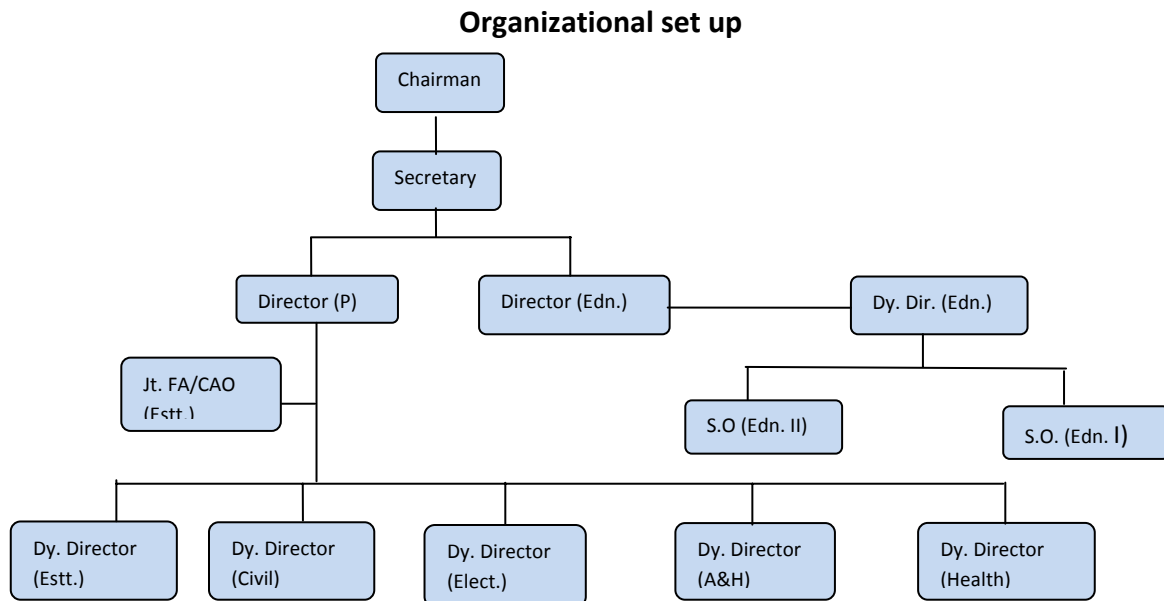 Organizational set up
Chairman
Secretary
Director (P)
Director (Edn.)
Dy. Dir. (Edn.)
Jt. FA/CAO
(Estt.)
S.O (Edn. II)
S.O. (Edn. I)
Dy. Director
(Estt.)
Dy. Director
(Civil)
Dy. Director
(Elect.)
Dy. Director
(A&H)
Dy. Director
(Health)